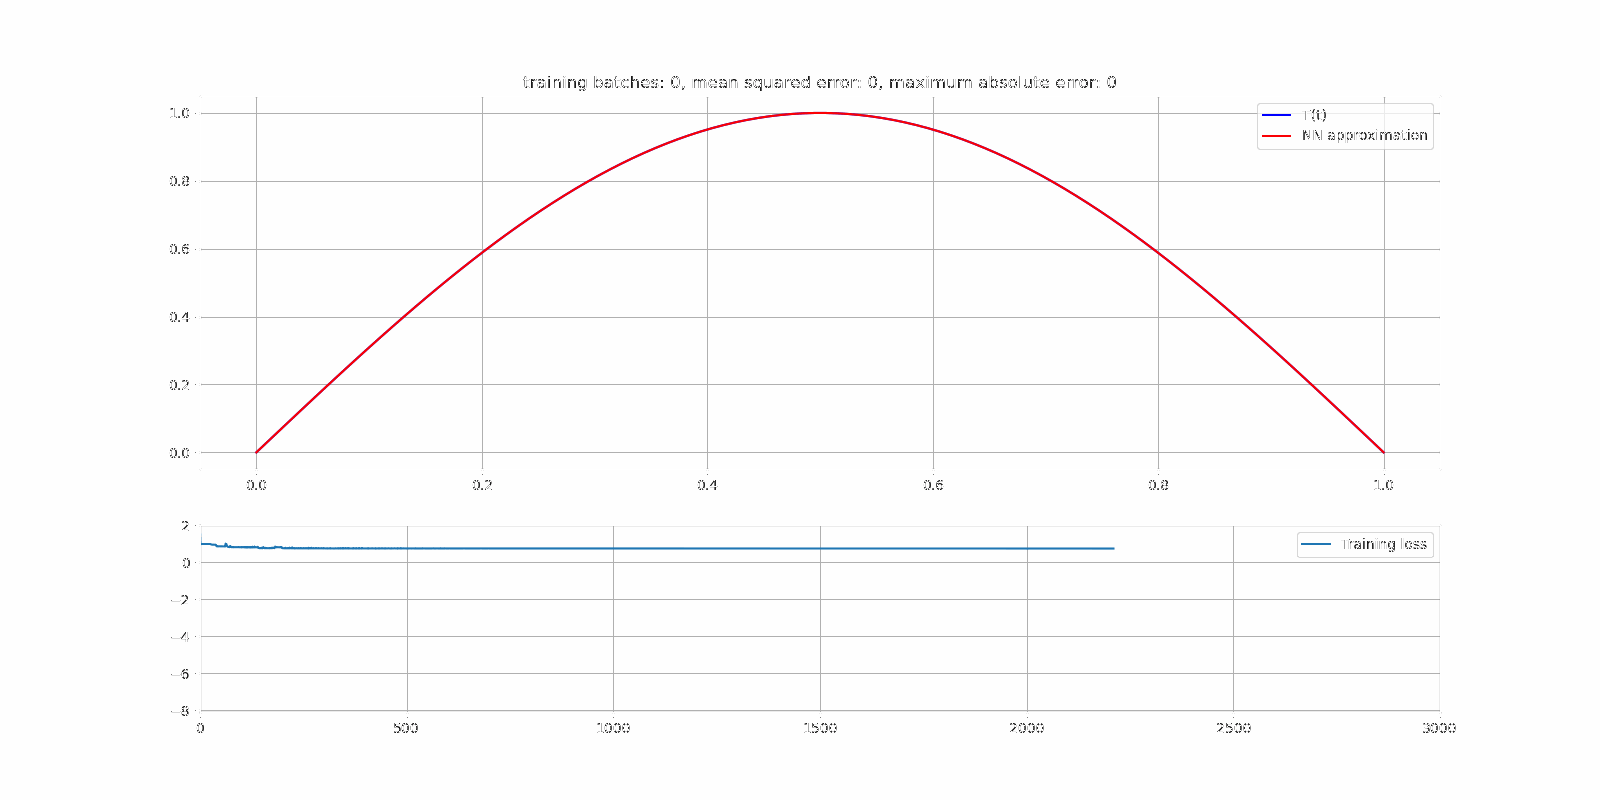 training batches: 0, mean squared error: 0, maximum absolute error: 0
1.0
0.8
0.6
0.4
0.2
0.0
0.0 0.2 0.4 0.6 0.8 1.0
NN approximation
2
0
−2
−4
−6
−8
0 500 1000 1500 2000 2500 3000
Training loss